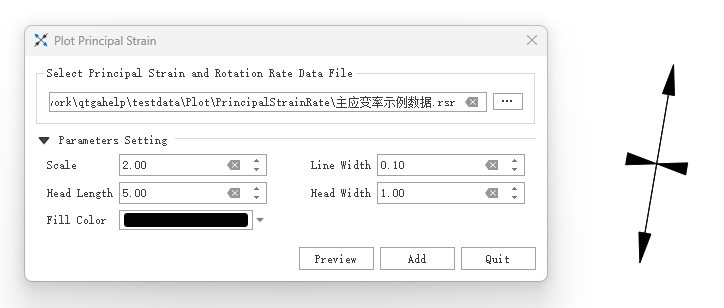 Plot Principal Strain
Select Principal Strain and Rotation Rate Data File
work\qtgahelp\testdata\Plot\PrincipalStrainRate\主应变率示例数据.rsr
...
Parameters Setting
Scale 2.00 Line Width 0.10
Head Length 5.00 Head Width 1.00
Fill Color
Preview Add Quit